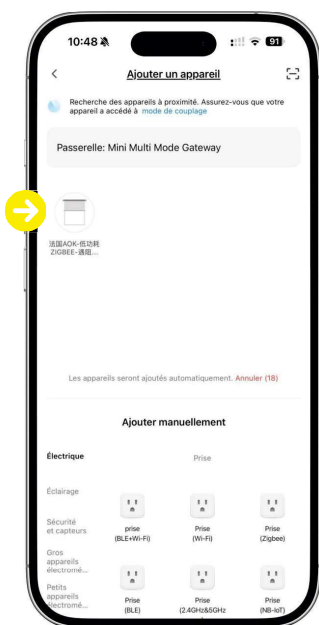 10:48
91
Ajouter un appareil
Recherche des appareils à proximité. Assurez-vous que votre
appareil a accédé à mode de couplage
Passerelle: Mini Multi Mode Gateway
法国AOK-低功耗
ZIGBEE-遇阻...
Les appareils seront ajoutés automatiquement. Annuler (18)
Ajouter manuellement
Électrique
Prise
Éclairage
Sécurité
et capteurs
Gros
appareils
électromé...
Petits
appareils
électromé...
prise
(BLE+Wi-Fi)
Prise
(Wi-Fi)
Prise
(Zigbee)
Prise
(BLE)
Prise
(2.4GHz&5GHz
Prise
(NB-IoT)